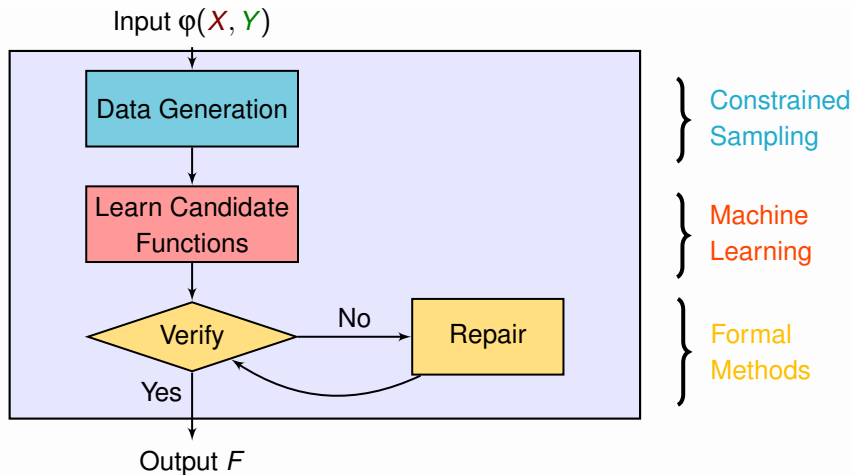 Input φ(X, Y)
Data Generation
Constrained
Sampling
Learn Candidate
Functions
Machine
Learning
Verify
No
Repair
Formal
Methods
Yes
Output F